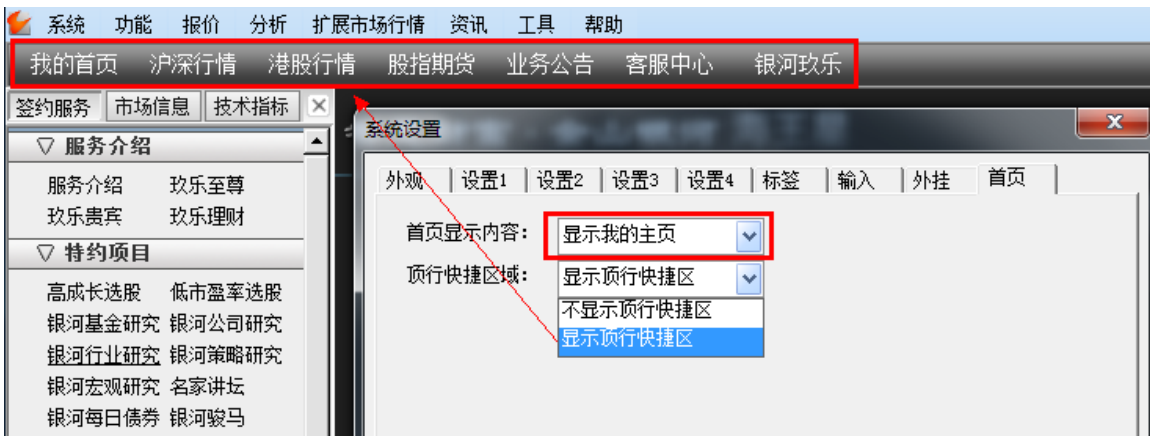 系统 功能 报价 分析 扩展市场行情 资讯 工具 帮助
我的首页 沪深行情 港股行情 股指期货 业务公告 客服中心 银河玖乐
签约服务 市场信息 技术指标
▽ 服务介绍
服务介绍 玖乐至尊
玖乐贵宾 玖乐理财
▽ 特约项目
高成长选股 低市盈率选股
银河基金研究 银河公司研究
银河行业研究 银河策略研究
银河宏观研究 名家讲坛
银河每日债券 银河骏马
系统设置
外观 设置1 设置2 设置3 设置4 标签 输入 外挂 首页
首页显示内容: 显示我的主页
顶行快捷区域: 显示顶行快捷区
不显示顶行快捷区
显示顶行快捷区